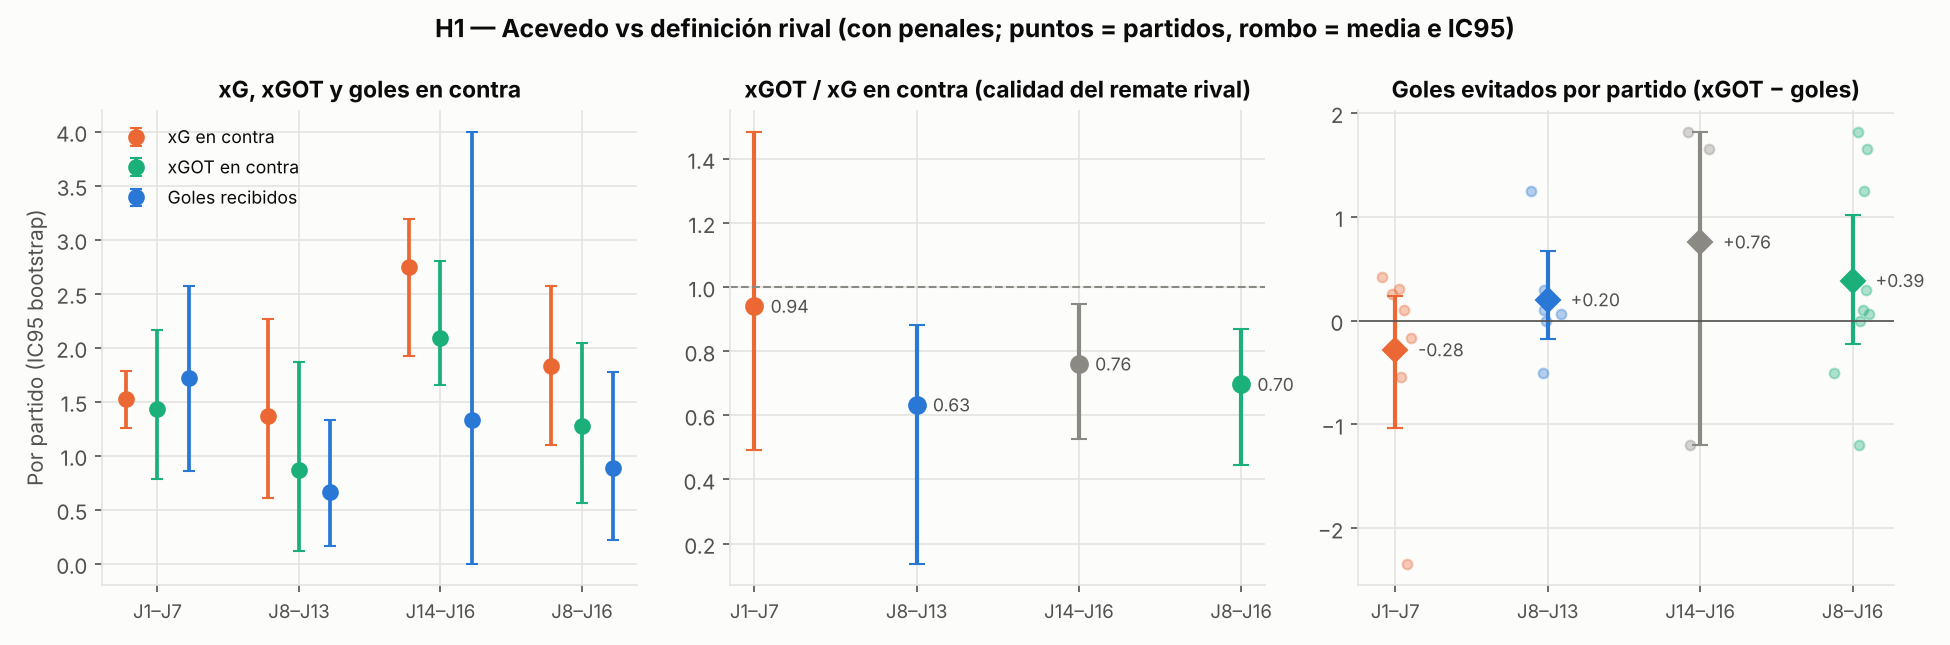 H1 — Acevedo vs definición rival (con penales; puntos = partidos, rombo = media e IC95)
xG, xGOT y goles en contra
xG en contra
xGOT en contra
Goles recibidos
Por partido (IC95 bootstrap)
4.0
3.5
3.0
2.5
2.0
1.5
1.0
0.5
0.0
J1–J7
J8–J13
J14–J16
J8–J16
xGOT / xG en contra (calidad del remate rival)
1.4
1.2
1.0
0.8
0.6
0.4
0.2
0.94
0.63
0.76
0.70
J1–J7
J8–J13
J14–J16
J8–J16
Goles evitados por partido (xGOT − goles)
2
1
0
−1
−2
-0.28
+0.20
+0.76
+0.39
J1–J7
J8–J13
J14–J16
J8–J16